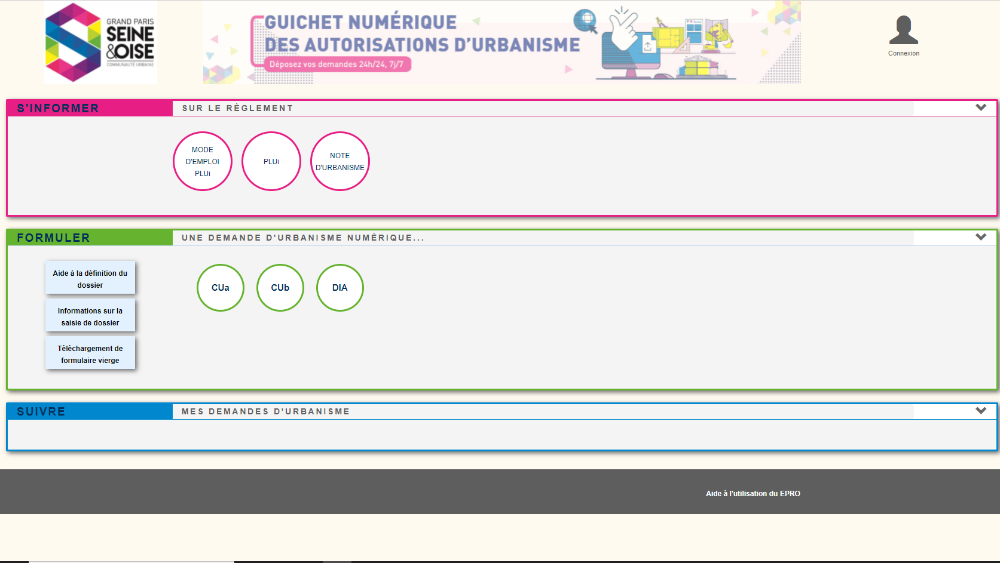 GRAND PARIS
SEINE
&OISE
COMMUNAUTÉ URBAINE
GUICHET NUMÉRIQUE
DES AUTORISATIONS D'URBANISME
Déposez vos demandes 24h/24, 7j/7
Connexion
S'INFORMER
SUR LE RÈGLEMENT
MODE
D'EMPLOI
PLUi
PLUi
NOTE
D'URBANISME
FORMULER
UNE DEMANDE D'URBANISME NUMÉRIQUE...
Aide à la définition du
dossier
Informations sur la
saisie de dossier
Téléchargement de
formulaire vierge
CUa
CUb
DIA
SUIVRE
MES DEMANDES D'URBANISME
Aide à l'utilisation du EPRO